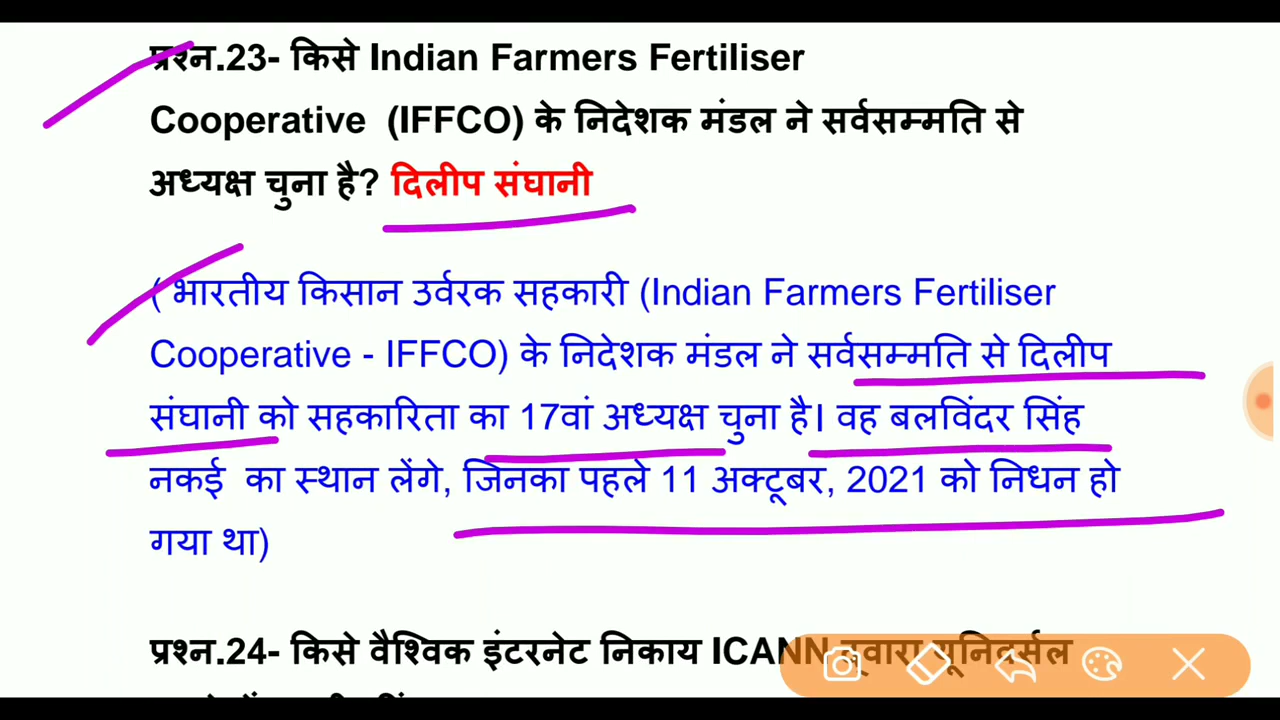 प्रश्न.23- किसे Indian Farmers Fertiliser
Cooperative (IFFCO) के निदेशक मंडल ने सर्वसम्मति से
अध्यक्ष चुना है? दिलीप संघानी
( भारतीय किसान उर्वरक सहकारी (Indian Farmers Fertiliser
Cooperative - IFFCO) के निदेशक मंडल ने सर्वसम्मति से दिलीप
संघानी को सहकारिता का 17वां अध्यक्ष चुना है। वह बलविंदर सिंह
नकई का स्थान लेंगे, जिनका पहले 11 अक्टूबर, 2021 को निधन हो
गया था)
प्रश्न.24- किसे वैश्विक इंटरनेट निकाय ICANN द्वारा यूनिवर्सल